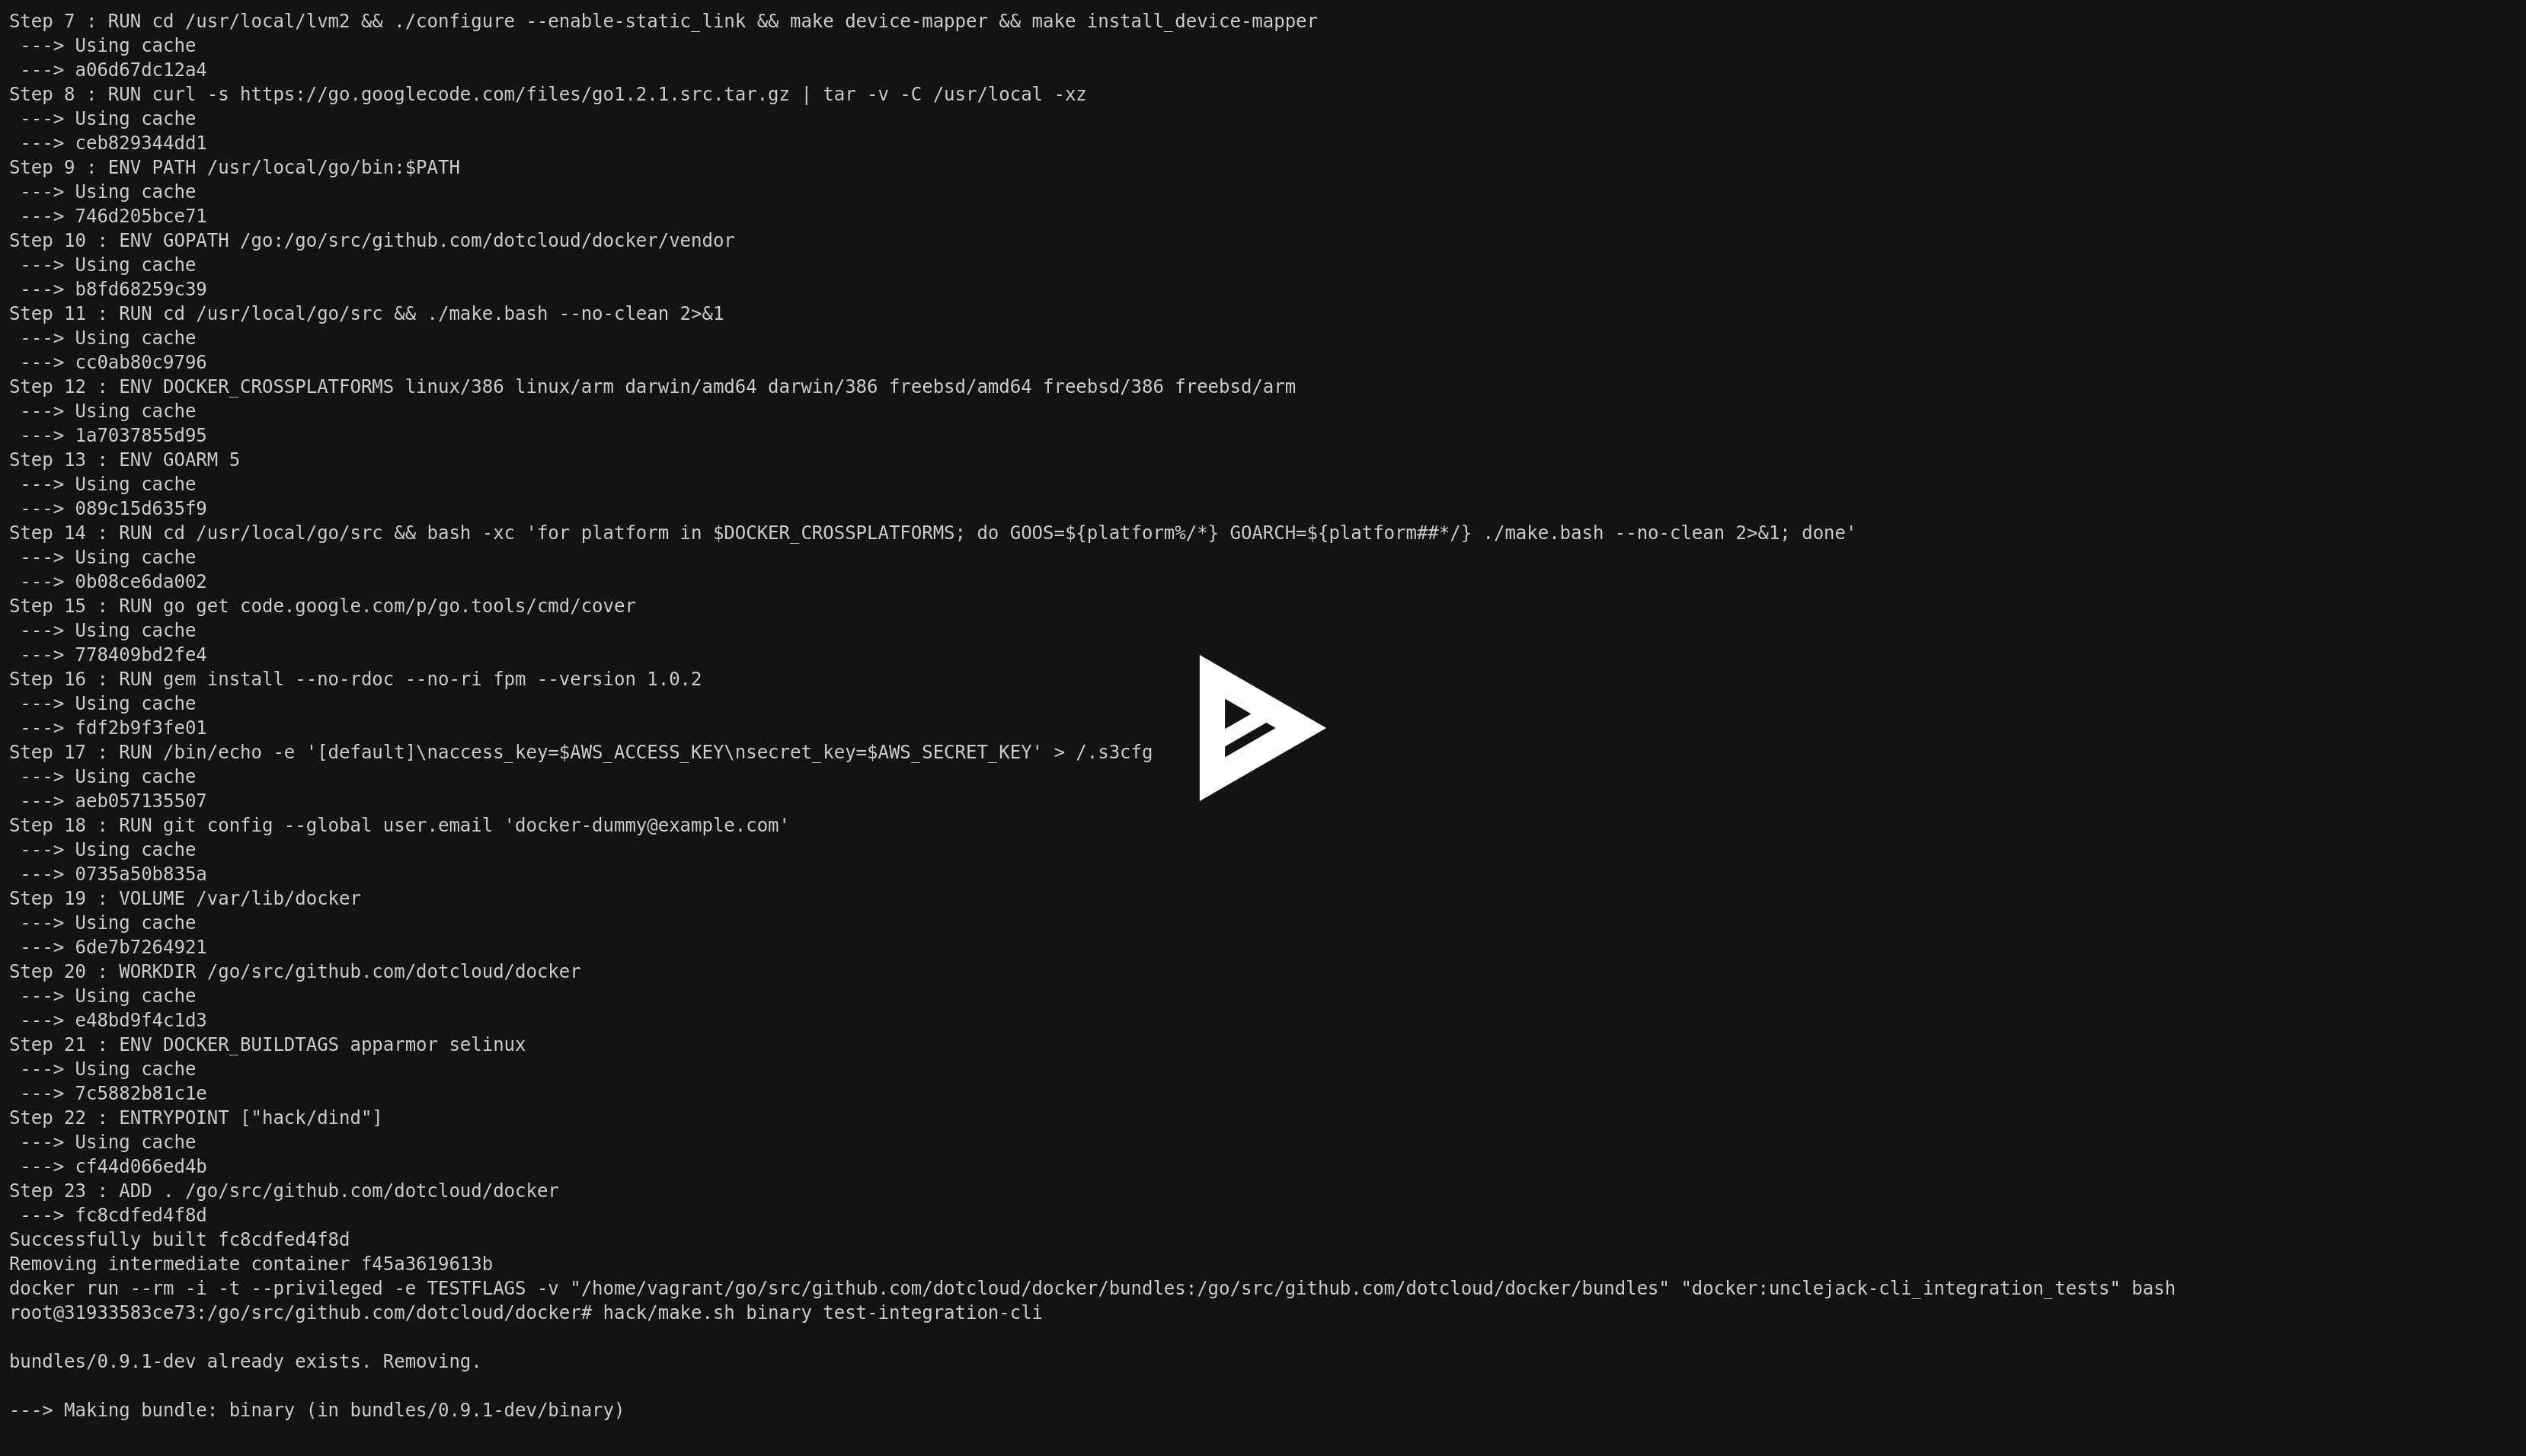 Step 7 : RUN cd /usr/local/lvm2 && ./configure --enable-static_link && make device-mapper && make install_device-mapper
 ---> Using cache
 ---> a06d67dc12a4
Step 8 : RUN curl -s https://go.googlecode.com/files/go1.2.1.src.tar.gz | tar -v -C /usr/local -xz
 ---> Using cache
 ---> ceb829344dd1
Step 9 : ENV PATH /usr/local/go/bin:$PATH
 ---> Using cache
 ---> 746d205bce71
Step 10 : ENV GOPATH /go:/go/src/github.com/dotcloud/docker/vendor
 ---> Using cache
 ---> b8fd68259c39
Step 11 : RUN cd /usr/local/go/src && ./make.bash --no-clean 2>&1
 ---> Using cache
 ---> cc0ab80c9796
Step 12 : ENV DOCKER_CROSSPLATFORMS linux/386 linux/arm darwin/amd64 darwin/386 freebsd/amd64 freebsd/386 freebsd/arm
 ---> Using cache
 ---> 1a7037855d95
Step 13 : ENV GOARM 5
 ---> Using cache
 ---> 089c15d635f9
Step 14 : RUN cd /usr/local/go/src && bash -xc 'for platform in $DOCKER_CROSSPLATFORMS; do GOOS=${platform%/*} GOARCH=${platform##*/} ./make.bash --no-clean 2>&1; done'
 ---> Using cache
 ---> 0b08ce6da002
Step 15 : RUN go get code.google.com/p/go.tools/cmd/cover
 ---> Using cache
 ---> 778409bd2fe4
Step 16 : RUN gem install --no-rdoc --no-ri fpm --version 1.0.2
 ---> Using cache
 ---> fdf2b9f3fe01
Step 17 : RUN /bin/echo -e '[default]\naccess_key=$AWS_ACCESS_KEY\nsecret_key=$AWS_SECRET_KEY' > /.s3cfg
 ---> Using cache
 ---> aeb057135507
Step 18 : RUN git config --global user.email 'docker-dummy@example.com'
 ---> Using cache
 ---> 0735a50b835a
Step 19 : VOLUME /var/lib/docker
 ---> Using cache
 ---> 6de7b7264921
Step 20 : WORKDIR /go/src/github.com/dotcloud/docker
 ---> Using cache
 ---> e48bd9f4c1d3
Step 21 : ENV DOCKER_BUILDTAGS apparmor selinux
 ---> Using cache
 ---> 7c5882b81c1e
Step 22 : ENTRYPOINT ["hack/dind"]
 ---> Using cache
 ---> cf44d066ed4b
Step 23 : ADD . /go/src/github.com/dotcloud/docker
 ---> fc8cdfed4f8d
Successfully built fc8cdfed4f8d
Removing intermediate container f45a3619613b
docker run --rm -i -t --privileged -e TESTFLAGS -v "/home/vagrant/go/src/github.com/dotcloud/docker/bundles:/go/src/github.com/dotcloud/docker/bundles" "docker:unclejack-cli_integration_tests" bash
root@31933583ce73:/go/src/github.com/dotcloud/docker# hack/make.sh binary test-integration-cli
bundles/0.9.1-dev already exists. Removing.
---> Making bundle: binary (in bundles/0.9.1-dev/binary)